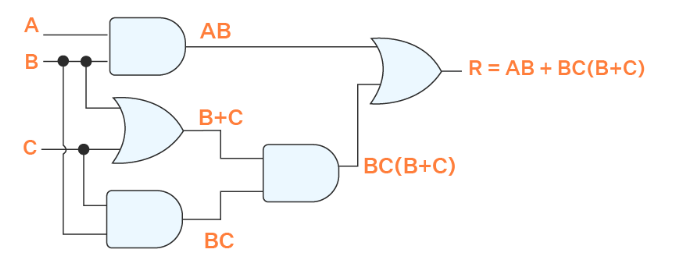 A
AB
B
R = AB + BC(B+C)
B+C
C
BC(B+C)
BC